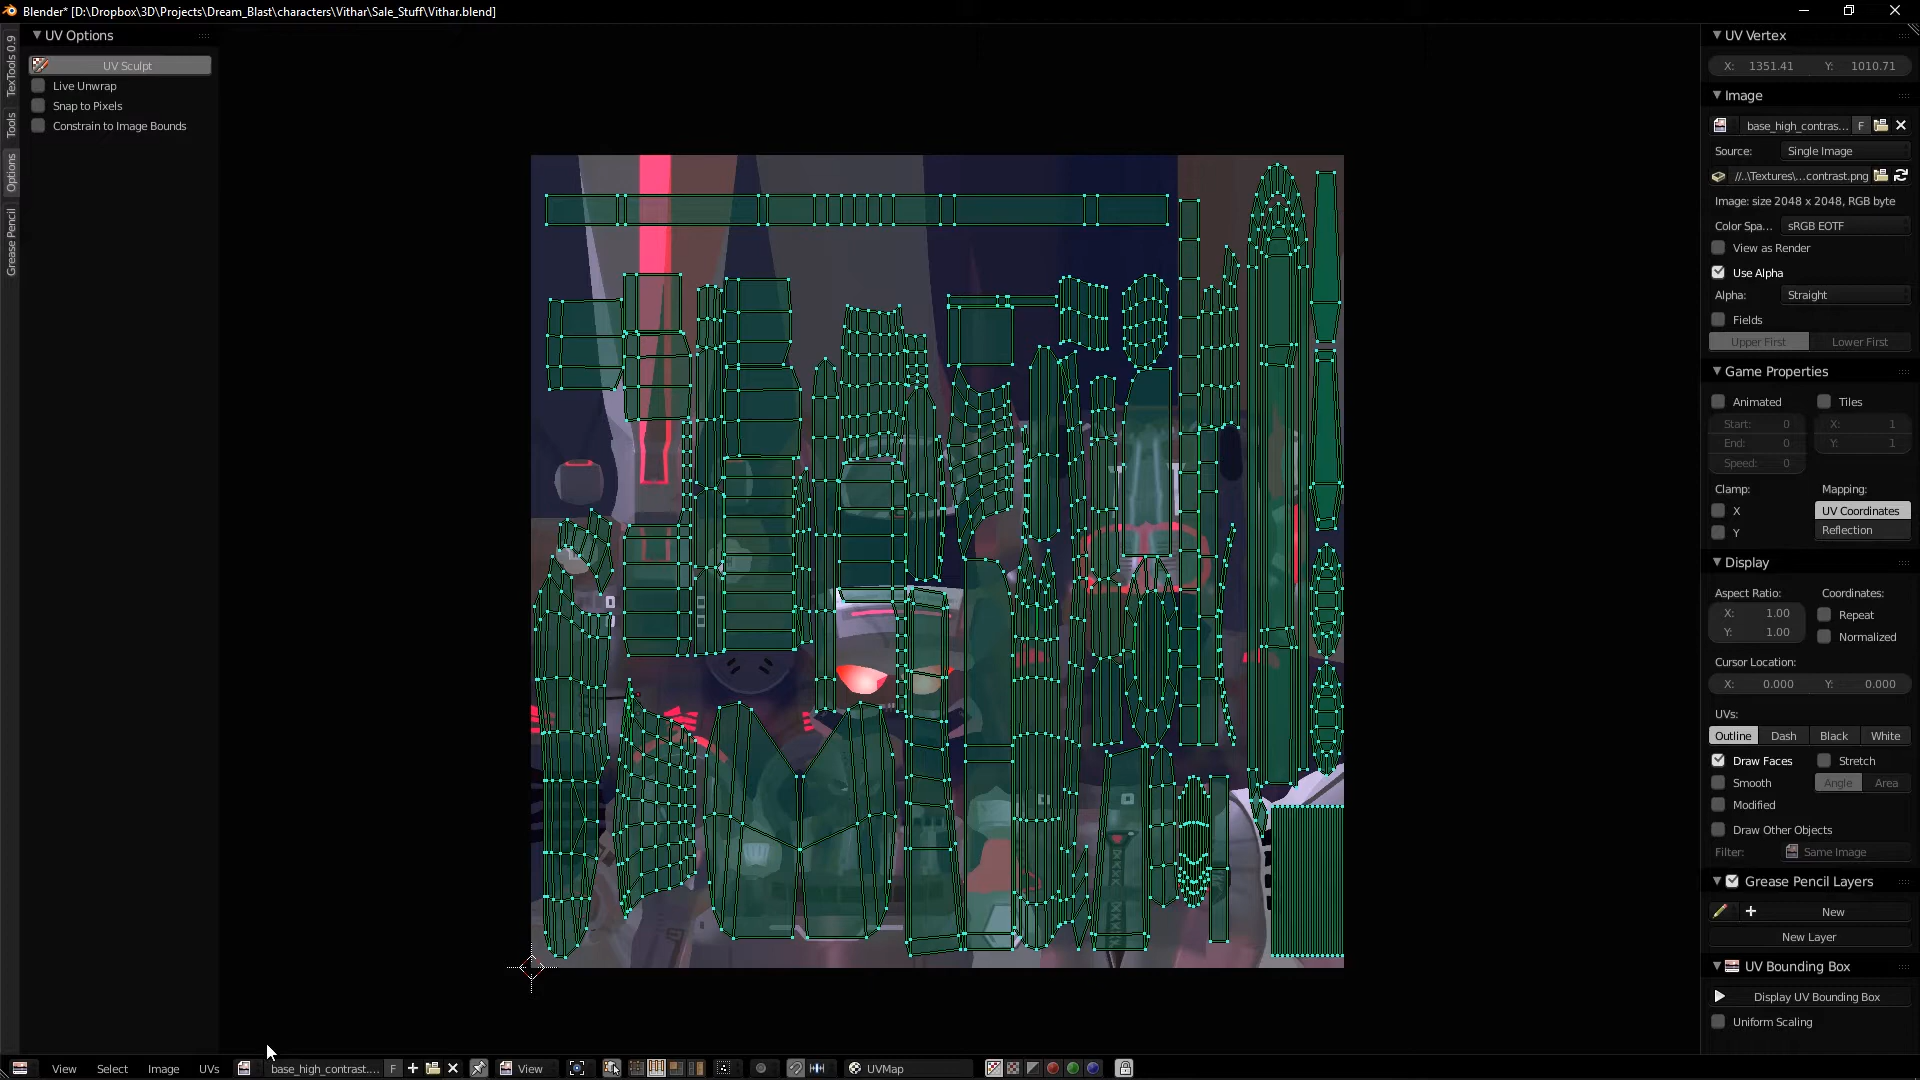 Blender* [D:\Dropbox\3D\Projects\Dream_Blast\characters\Vithar\Sale_Stuff\Vithar.blend]
TextTools 0.9
Tools
Options
Grease Pencil
UV Options
UV Sculpt
Live Unwrap
Snap to Pixels
Constrain to Image Bounds
UV Vertex
X: 1351.41 Y: 1010.71
Image
base_high_contras... F
Source: Single Image
//..\Textures\...contrast.png
Image: size 2048 x 2048, RGB byte
Color Spa... sRGB EOTF
View as Render
Use Alpha
Alpha: Straight
Fields
Upper First Lower First
Game Properties
Animated Tiles
Start: 0 X: 1
End: 0 Y: 1
Speed: 0
Clamp: Mapping:
X UV Coordinates
Y Reflection
Display
Aspect Ratio: Coordinates:
X: 1.00 Repeat
Y: 1.00 Normalized
Cursor Location:
X: 0.000 Y: 0.000
UVs:
Outline Dash Black White
Draw Faces Stretch
Smooth Angle Area
Modified
Draw Other Objects
Filter: Same Image
Grease Pencil Layers
New
New Layer
UV Bounding Box
Display UV Bounding Box
Uniform Scaling
View Select Image UVs base_high_contrast.... F View UVMap